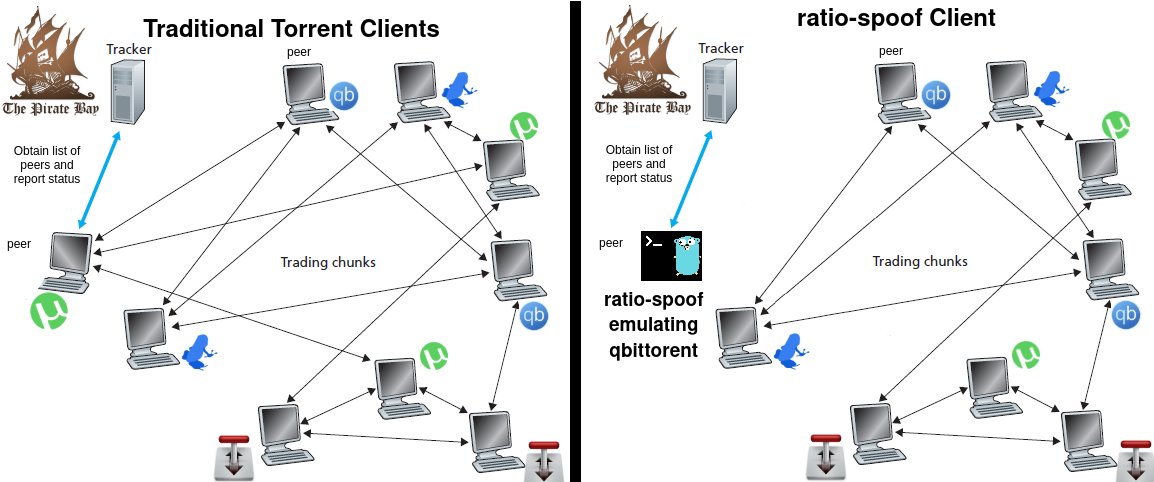 Traditional Torrent Clients
The Pirate Bay
Tracker
peer
qb
µ
Obtain list of
peers and
report status
peer
µ
Trading chunks
qb
µ
ratio-spoof Client
The Pirate Bay
Tracker
peer
qb
µ
Obtain list of
peers and
report status
peer
>_
ratio-spoof
emulating
qbittorent
Trading chunks
qb
µ